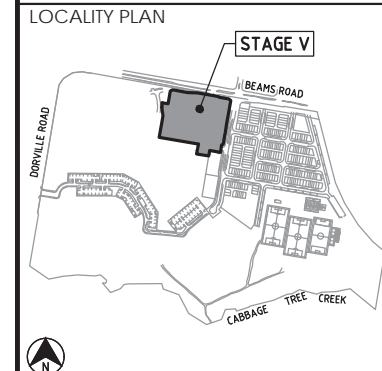 LOCALITY PLAN
STAGE V
BEAMS ROAD
DORVILLE ROAD
CABBAGE TREE CREEK
N